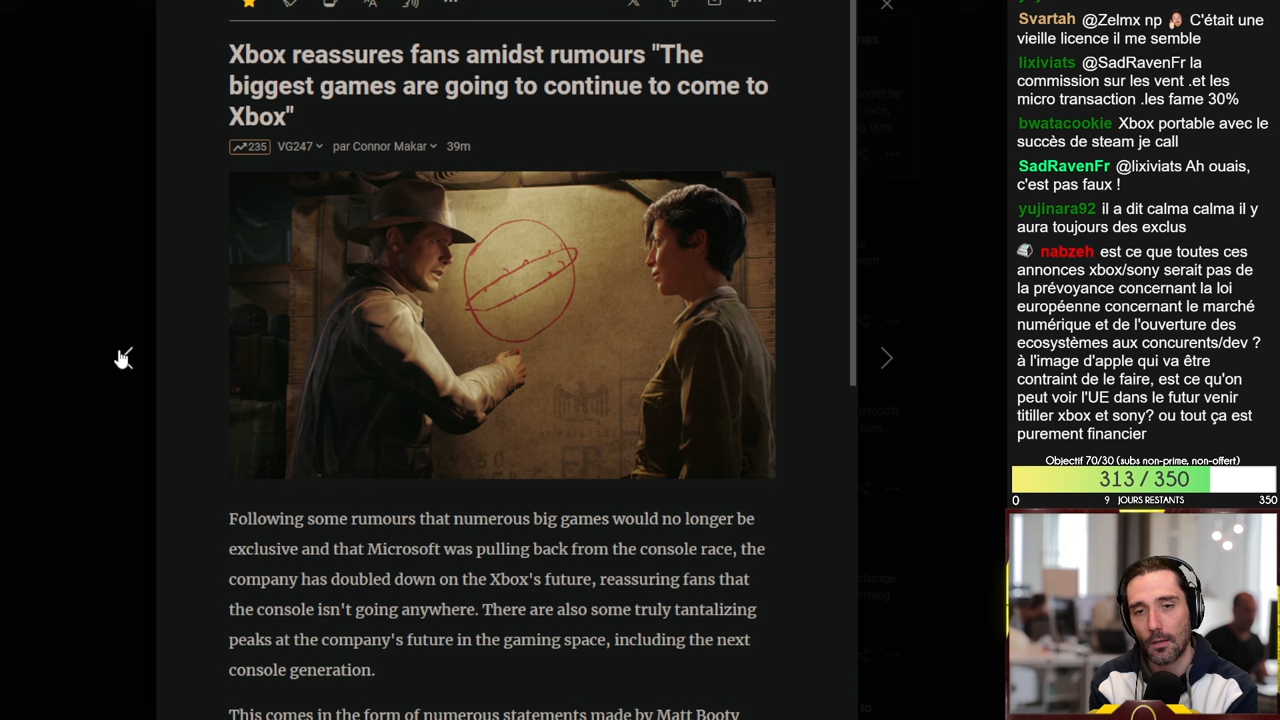 Xbox reassures fans amidst rumours "The
biggest games are going to continue to come to
Xbox"
235 VG247 par Connor Makar 39m
Following some rumours that numerous big games would no longer be
exclusive and that Microsoft was pulling back from the console race, the
company has doubled down on the Xbox's future, reassuring fans that
the console isn't going anywhere. There are also some truly tantalizing
peaks at the company's future in the gaming space, including the next
console generation.
This comes in the form of numerous statements made by Matt Booty
Svartah @Zelmx np C'était une
vieille licence il me semble
lixiviats @SadRavenFr la
commission sur les vent .et les
micro transaction .les fame 30%
bwatacookie Xbox portable avec le
succès de steam je call
SadRavenFr @lixiviats Ah ouais,
c'est pas faux !
yujinara92 il a dit calma calma il y
aura toujours des exclus
nabzeh est ce que toutes ces
annonces xbox/sony serait pas de
la prévoyance concernant la loi
européenne concernant le marché
numérique et de l'ouverture des
ecosystèmes aux concurents/dev ?
à l'image d'apple qui va être
contraint de le faire, est ce qu'on
peut voir l'UE dans le futur venir
titiller xbox et sony? ou tout ça est
purement financier
Objectif 70/30 (subs non-prime, non-offert)
313 / 350
0 9 JOURS RESTANTS 350